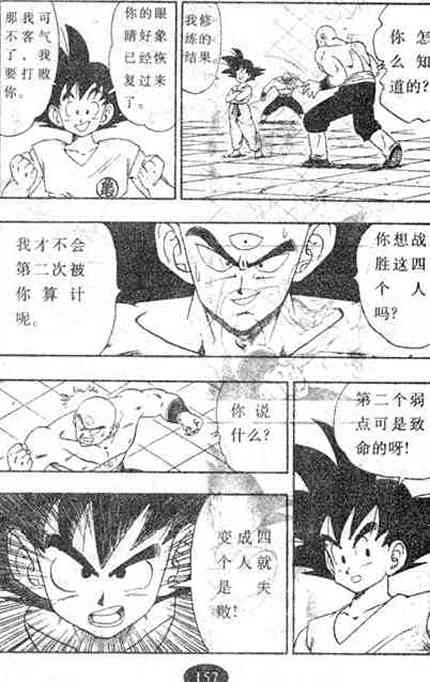 你怎
么知
道的?
我修
练的
结果。
你的眼
睛好象
已经恢
复过来
了。
那可
我客气
不了，我
要打败
你。
你想战
胜这四
个人
吗?
我才不会
第二次被
你算计
呢。
第二个弱
点可是致
命的呀!
你说
什么?
变成四
个人就
是失
败!
157